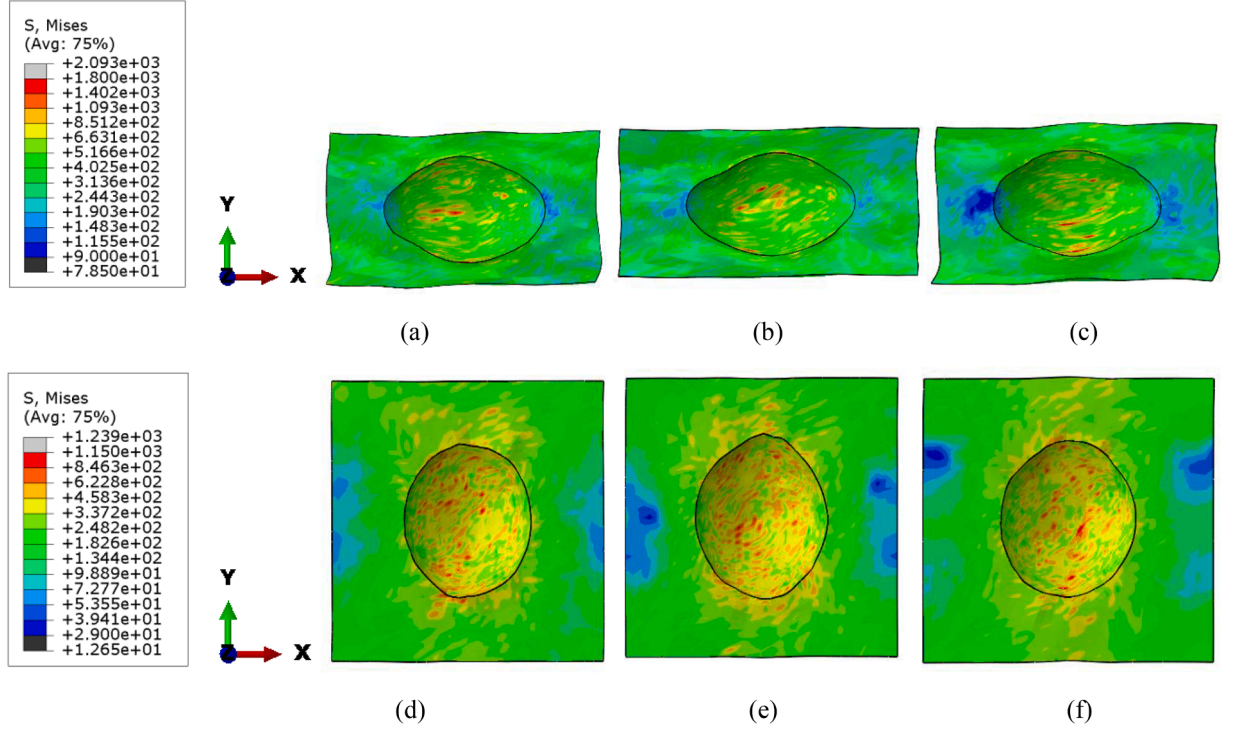 S, Mises
(Avg: 75%)
+2.093e+03
+1.800e+03
+1.402e+03
+1.093e+03
+8.512e+02
+6.631e+02
+5.166e+02
+4.025e+02
+3.136e+02
+2.443e+02
+1.903e+02
+1.483e+02
+1.155e+02
+9.000e+01
+7.850e+01
Y
Z X
(a) (b) (c)
S, Mises
(Avg: 75%)
+1.239e+03
+1.150e+03
+8.463e+02
+6.228e+02
+4.583e+02
+3.372e+02
+2.482e+02
+1.826e+02
+1.344e+02
+9.889e+01
+7.277e+01
+5.355e+01
+3.941e+01
+2.900e+01
+1.265e+01
Y
Z X
(d) (e) (f)